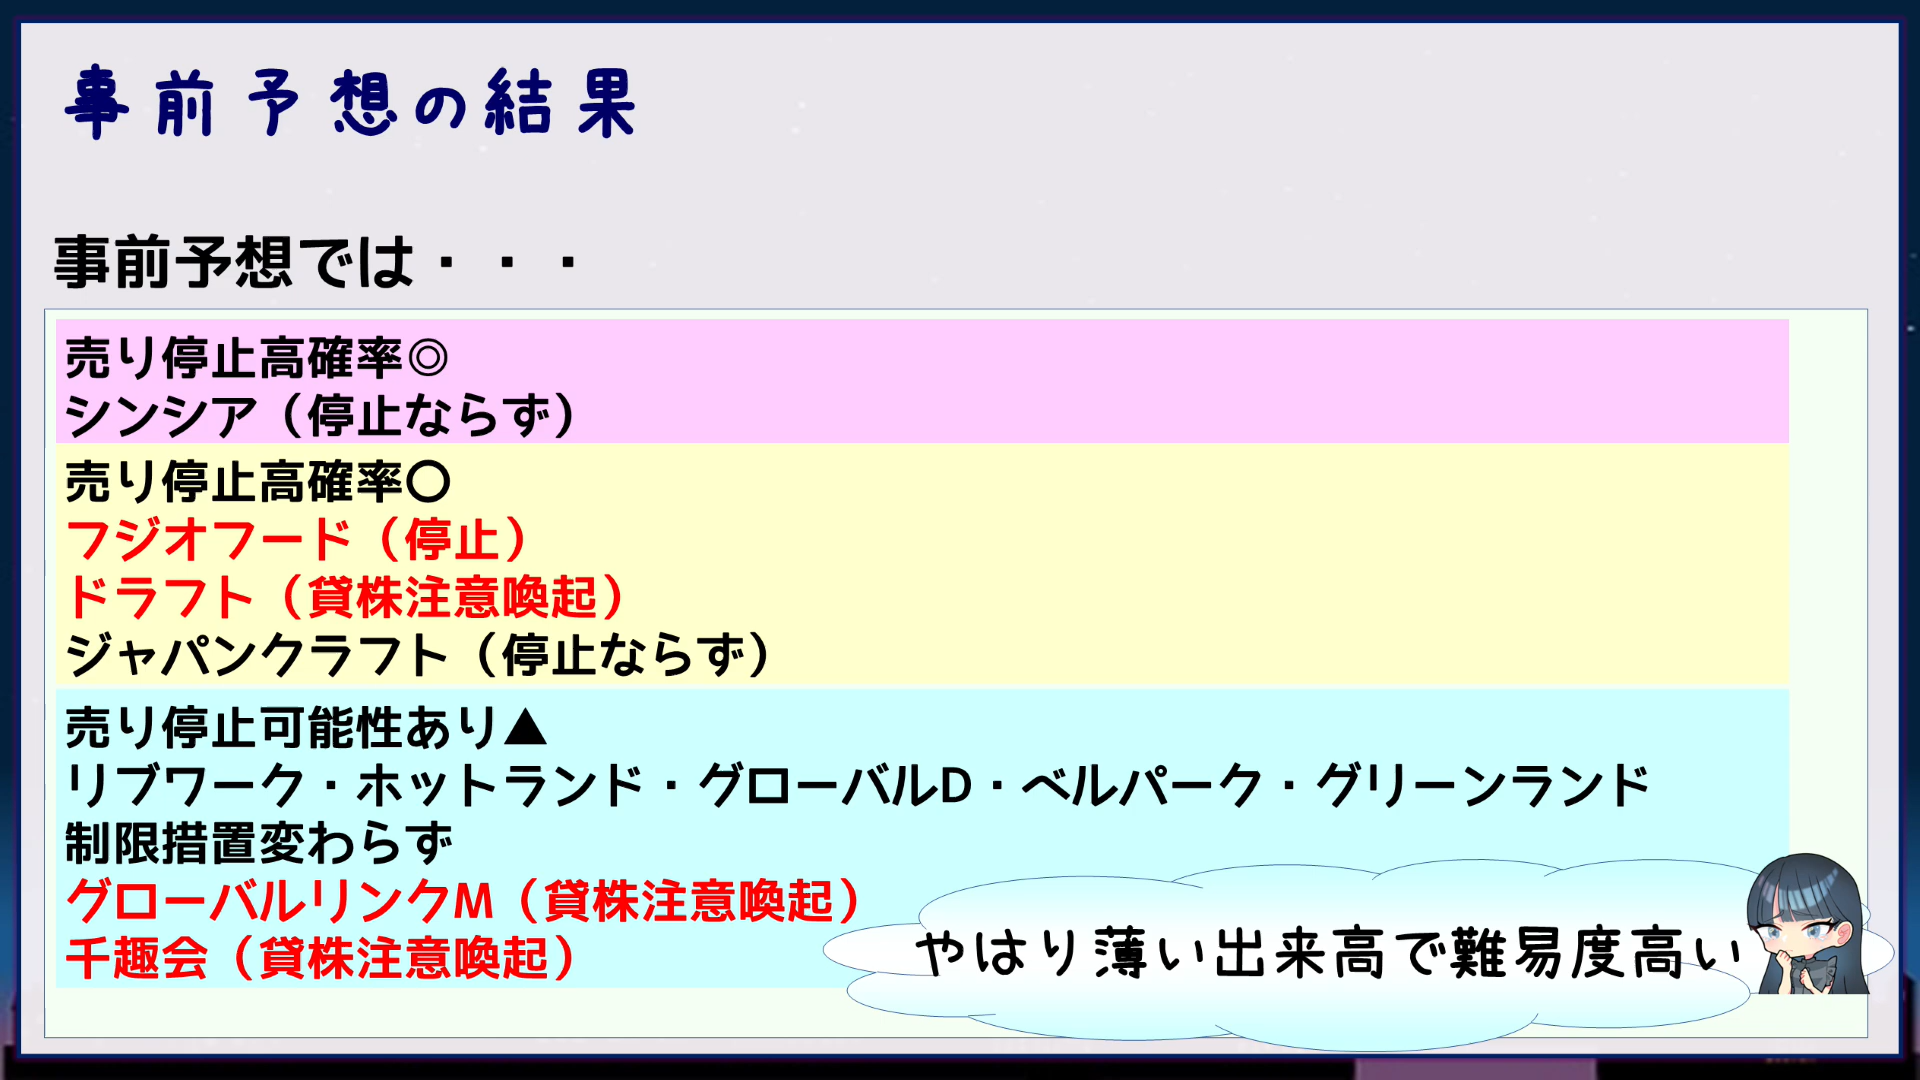 事前予想の結果
事前予想では・・・
売り停止高確率◎
シンシア（停止ならず）
売り停止高確率〇
フジオフード（停止）
ドラフト（貸株注意喚起）
ジャパンクラフト（停止ならず）
売り停止可能性あり▲
リブワーク・ホットランド・グローバルD・ベルパーク・グリーンランド
制限措置変わらず
グローバルリンクM（貸株注意喚起）
千趣会（貸株注意喚起）
やはり薄い出来高で難易度高い